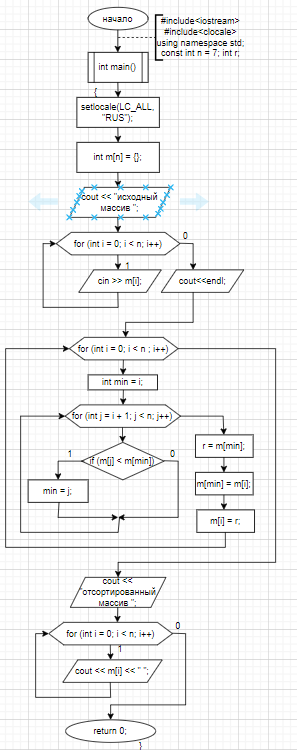 начало
#include<iostream>
#include<clocale>
using namespace std;
const int n = 7; int r;
int main()
{
setlocale(LC_ALL,
"RUS");
int m[n] = {};
cout << "исходный
массив ";
for (int i = 0; i < n; i++)
0
1
cin >> m[i];
cout<<endl;
for (int i = 0; i < n ; i++)
int min = i;
for (int j = i + 1; j < n; j++)
r = m[min];
1
if (m[j] < m[min])
0
min = j;
m[min] = m[i];
m[i] = r;
cout <<
"отсортированный
массив ";
for (int i = 0; i < n; i++)
0
1
cout << m[i] << " ";
return 0;
}